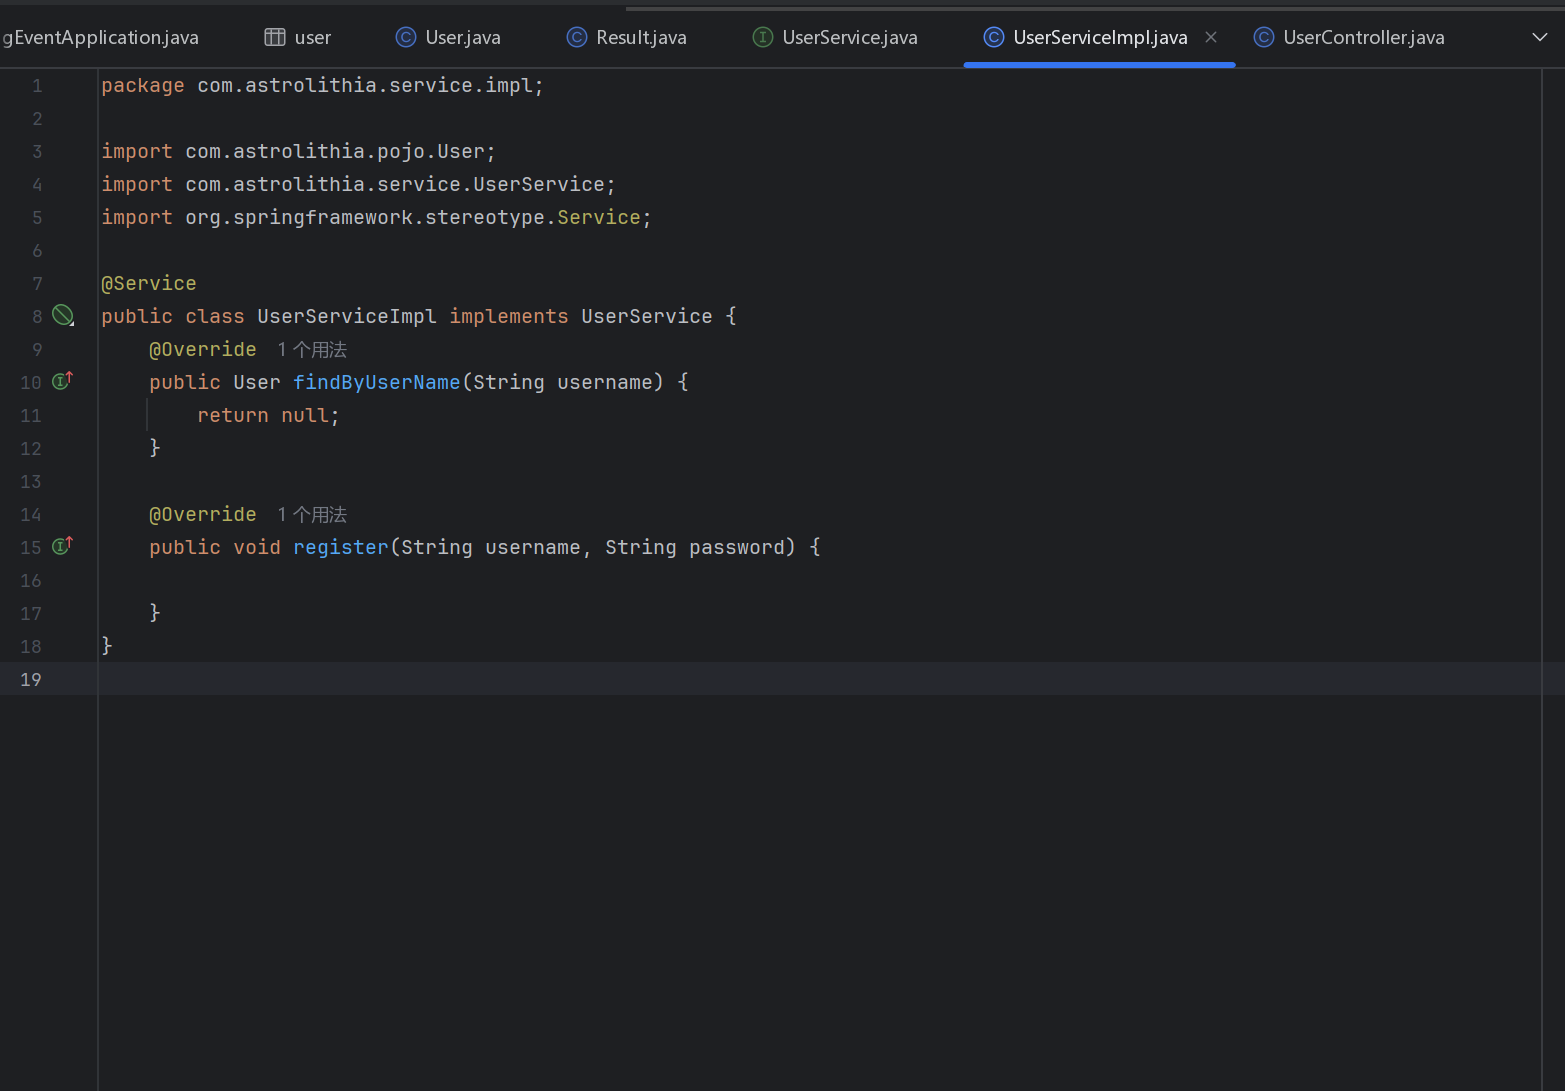 gEventApplication.java user User.java Result.java UserService.java UserServiceImpl.java UserController.java
1 package com.astrolithia.service.impl;
2
3 import com.astrolithia.pojo.User;
4 import com.astrolithia.service.UserService;
5 import org.springframework.stereotype.Service;
6
7 @Service
8 public class UserServiceImpl implements UserService {
9     @Override 1 个用法
10     public User findByUserName(String username) {
11         return null;
12     }
13
14     @Override 1 个用法
15     public void register(String username, String password) {
16
17     }
18 }
19